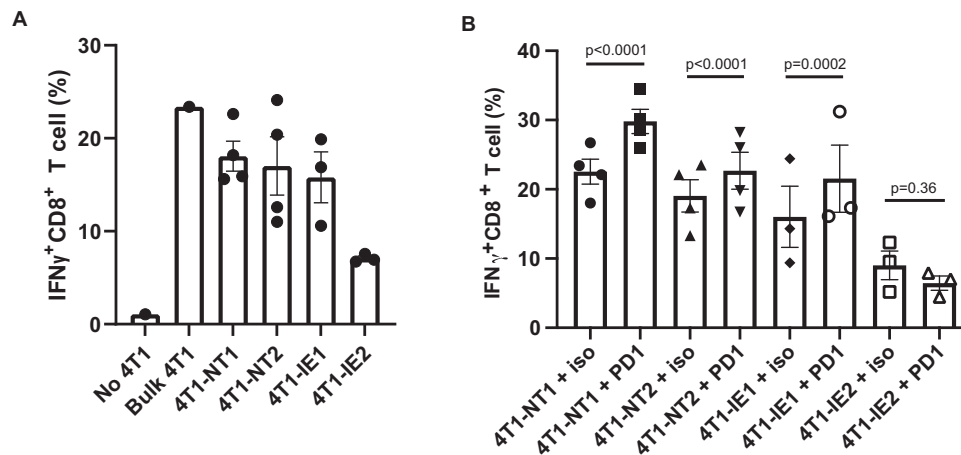 A
IFNγ⁺CD8⁺ T cell (%)
30
20
10
0
No 4T1
Bulk 4T1
4T1-NT1
4T1-NT2
4T1-IE1
4T1-IE2
B
IFNγ⁺CD8⁺ T cell (%)
40
30
20
10
0
p<0.0001
p<0.0001
p=0.0002
p=0.36
4T1-NT1 + iso
4T1-NT1 + PD1
4T1-NT2 + iso
4T1-NT2 + PD1
4T1-IE1 + iso
4T1-IE1 + PD1
4T1-IE2 + iso
4T1-IE2 + PD1